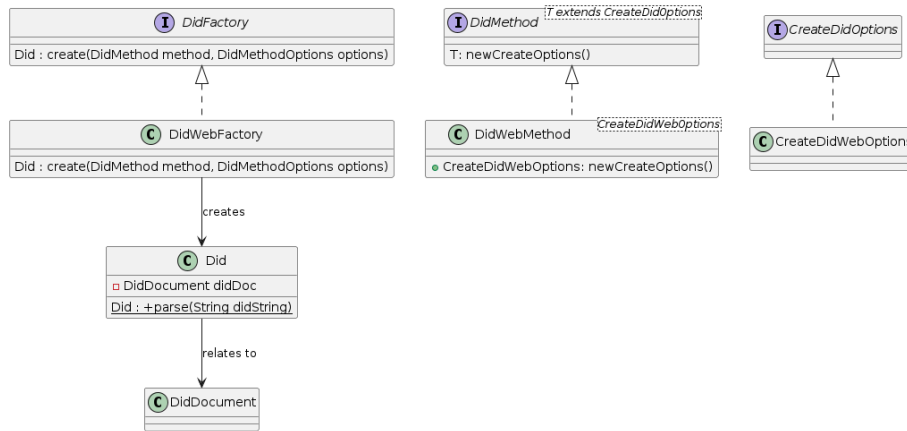 I DidFactory
Did : create(DidMethod method, DidMethodOptions options)
I DidMethod
T extends CreateDidOptions
T: newCreateOptions()
I CreateDidOptions
C DidWebFactory
Did : create(DidMethod method, DidMethodOptions options)
C DidWebMethod
CreateDidWebOptions
CreateDidWebOptions: newCreateOptions()
C CreateDidWebOptions
creates
C Did
DidDocument didDoc
Did : +parse(String didString)
relates to
C DidDocument